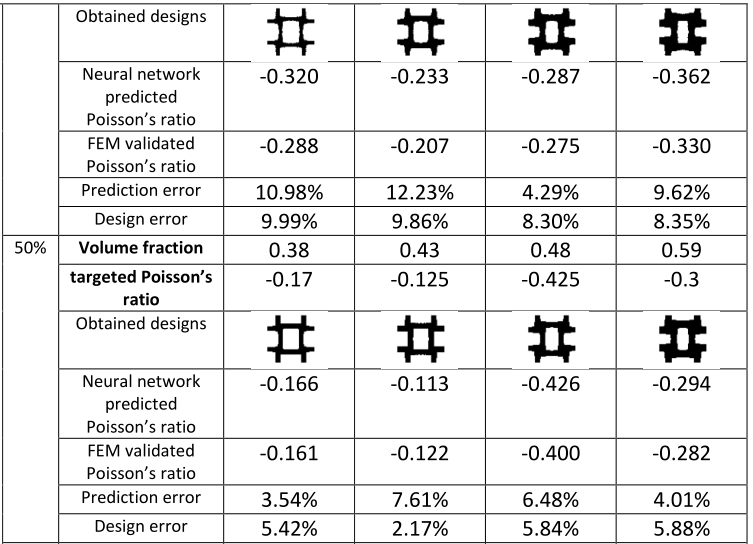 Obtained designs
Neural network
predicted
Poisson’s ratio
-0.320 -0.233 -0.287 -0.362
FEM validated
Poisson’s ratio
-0.288 -0.207 -0.275 -0.330
Prediction error 10.98% 12.23% 4.29% 9.62%
Design error 9.99% 9.86% 8.30% 8.35%
50% Volume fraction 0.38 0.43 0.48 0.59
targeted Poisson’s
ratio
-0.17 -0.125 -0.425 -0.3
Obtained designs
Neural network
predicted
Poisson’s ratio
-0.166 -0.113 -0.426 -0.294
FEM validated
Poisson’s ratio
-0.161 -0.122 -0.400 -0.282
Prediction error 3.54% 7.61% 6.48% 4.01%
Design error 5.42% 2.17% 5.84% 5.88%